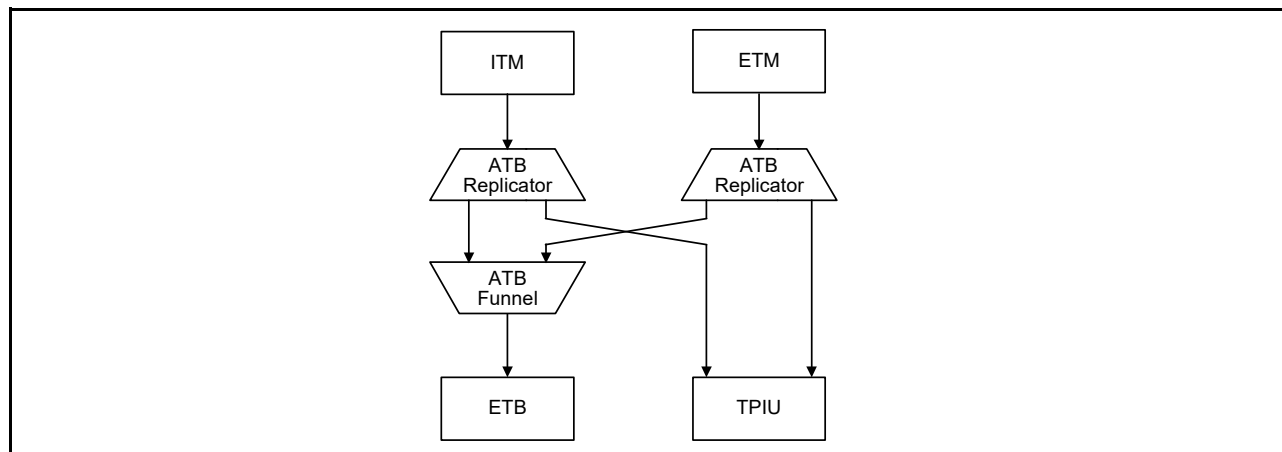 ITM
ETM
ATB
Replicator
ATB
Replicator
ATB
Funnel
ETB
TPIU